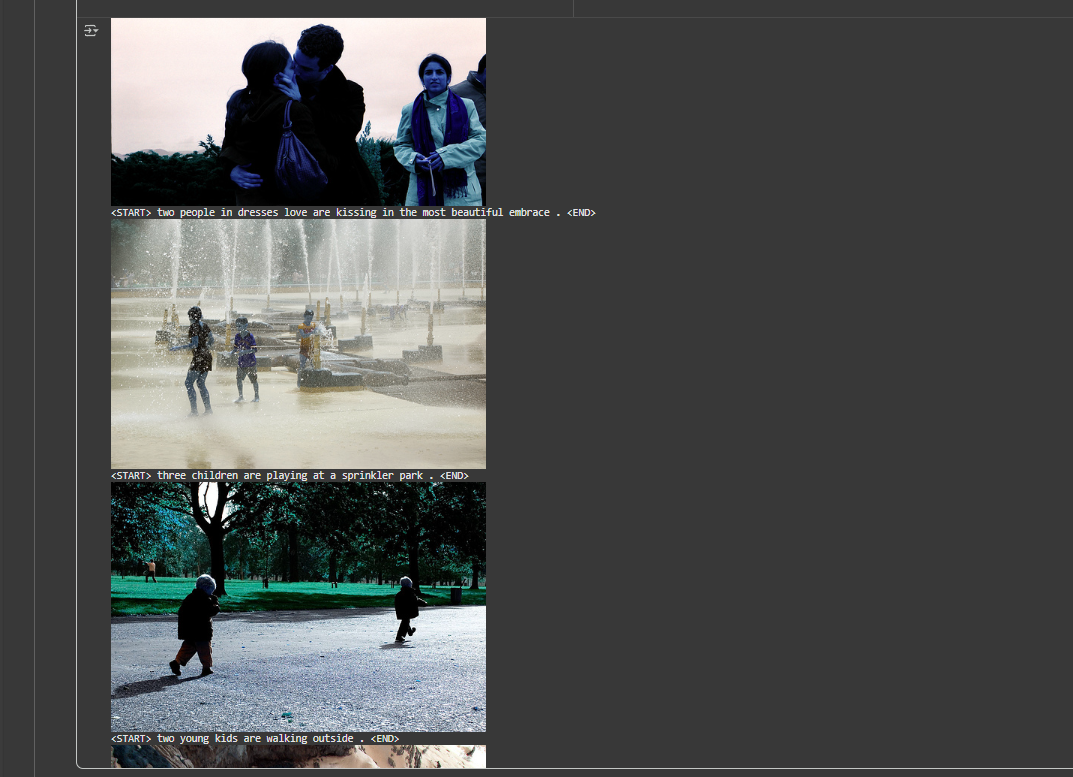 <START> two people in dresses love are kissing in the most beautiful embrace . <END>
<START> three children are playing at a sprinkler park . <END>
<START> two young kids are walking outside . <END>